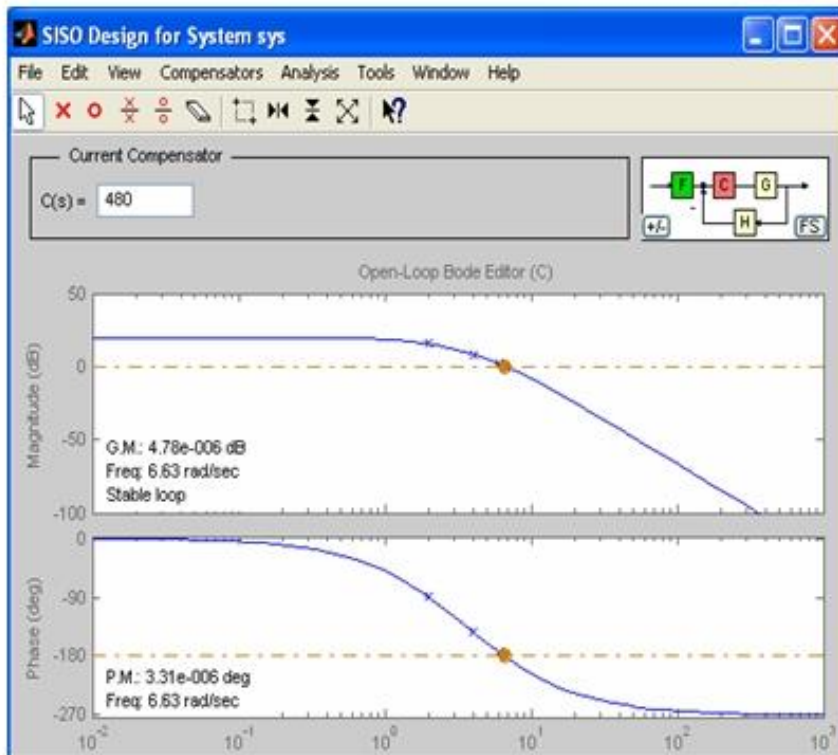 SISO Design for System sys
File Edit View Compensators Analysis Tools Window Help
Current Compensator
C(s) = 480
F C G
H
+/- FS
Open-Loop Bode Editor (C)
Magnitude (dB)
50
0
-50
-100
G.M.: 4.78e-006 dB
Freq: 6.63 rad/sec
Stable loop
Phase (deg)
0
-90
-180
-270
P.M.: 3.31e-006 deg
Freq: 6.63 rad/sec
10^-2 10^-1 10^0 10^1 10^2 10^3